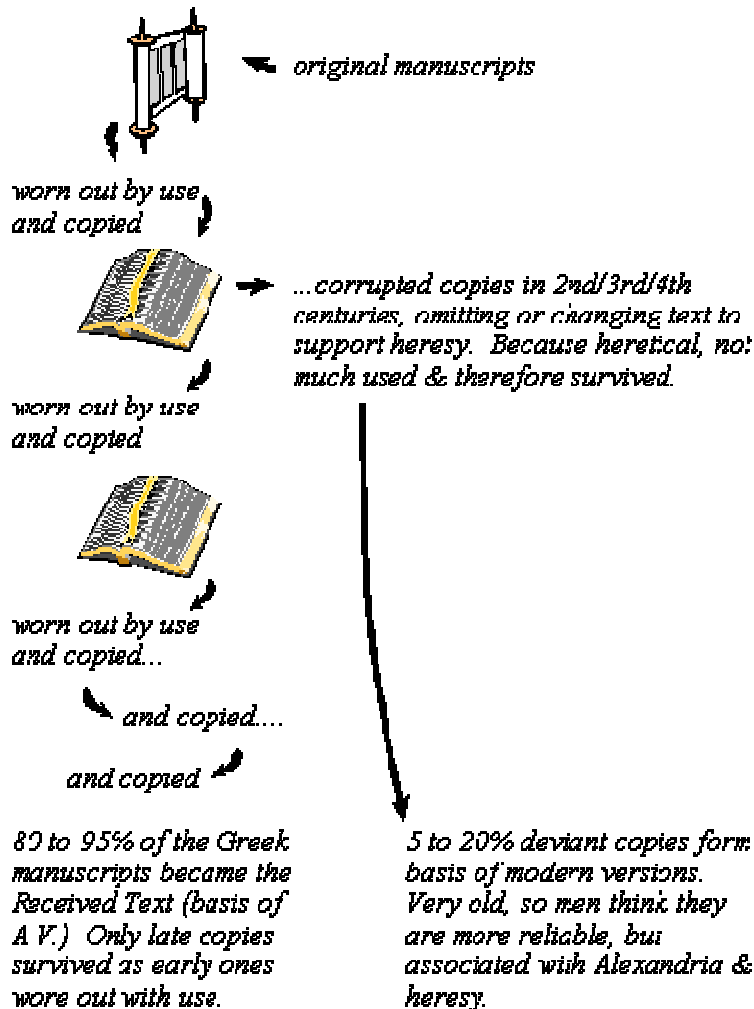 original manuscripts
worn out by use
and copied
...corrupted copies in 2nd/3rd/4th
centuries, omitting or changing text to
support heresy. Because heretical, not
much used & therefore survived.
worn out by use
and copied
worn out by use
and copied...
and copied....
and copied
80 to 95% of the Greek
manuscripts became the
Received Text (basis of
A.V.) Only late copies
survived as early ones
wore out with use.
5 to 20% deviant copies form
basis of modern versions.
Very old, so men think they
are more reliable, but
associated with Alexandria &
heresy.